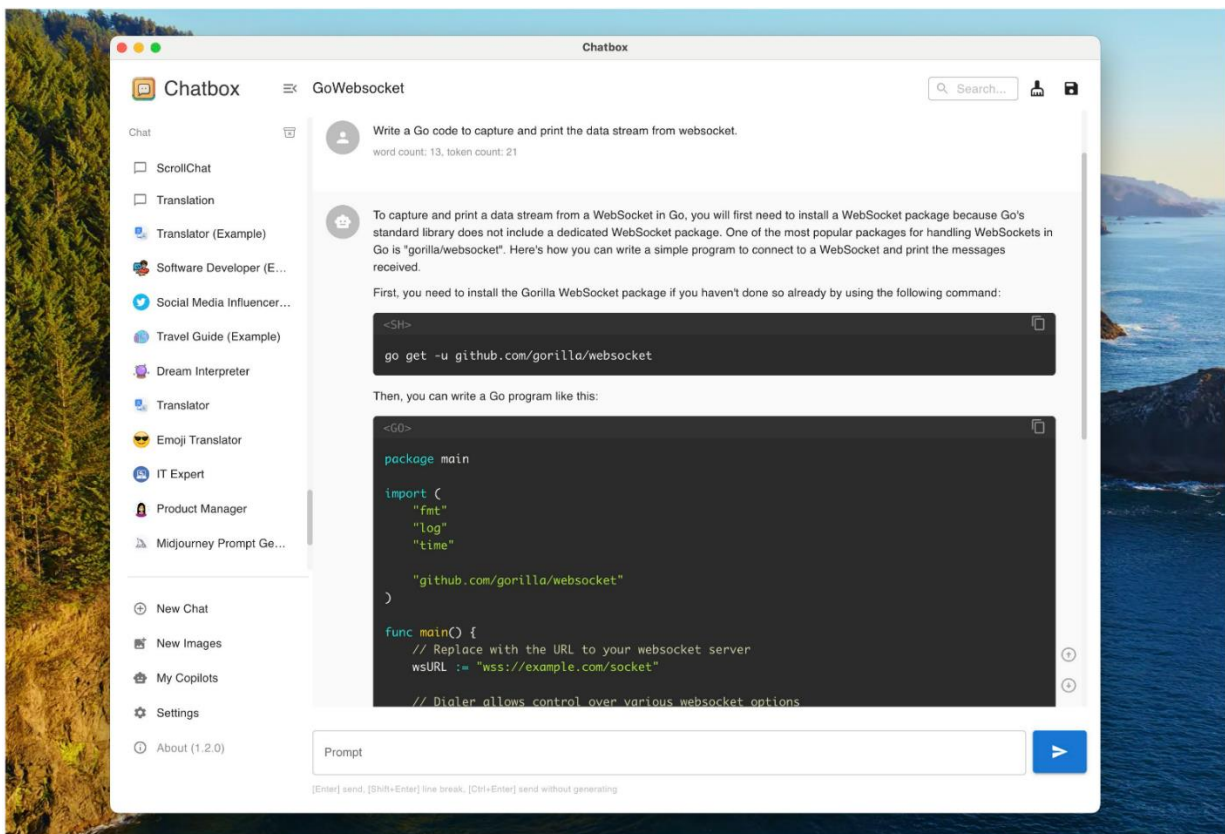 Chatbox
Chatbox
GoWebsocket
Search...
Chat
ScrollChat
Translation
Translator (Example)
Software Developer (E...
Social Media Influencer...
Travel Guide (Example)
Dream Interpreter
Translator
Emoji Translator
IT Expert
Product Manager
Midjourney Prompt Ge...
New Chat
New Images
My Copilots
Settings
About (1.2.0)
Write a Go code to capture and print the data stream from websocket.
word count: 13, token count: 21
To capture and print a data stream from a WebSocket in Go, you will first need to install a WebSocket package because Go's
standard library does not include a dedicated WebSocket package. One of the most popular packages for handling WebSockets in
Go is "gorilla/websocket". Here's how you can write a simple program to connect to a WebSocket and print the messages
received.
First, you need to install the Gorilla WebSocket package if you haven't done so already by using the following command:
<SH>
go get -u github.com/gorilla/websocket
Then, you can write a Go program like this:
<GO>
package main
import (
"fmt"
"log"
"time"
"github.com/gorilla/websocket"
)
func main() {
// Replace with the URL to your websocket server
wsURL := "wss://example.com/socket"
// Dialer allows control over various websocket options
Prompt
[Enter] send, [Shift+Enter] line break, [Ctrl+Enter] send without generating